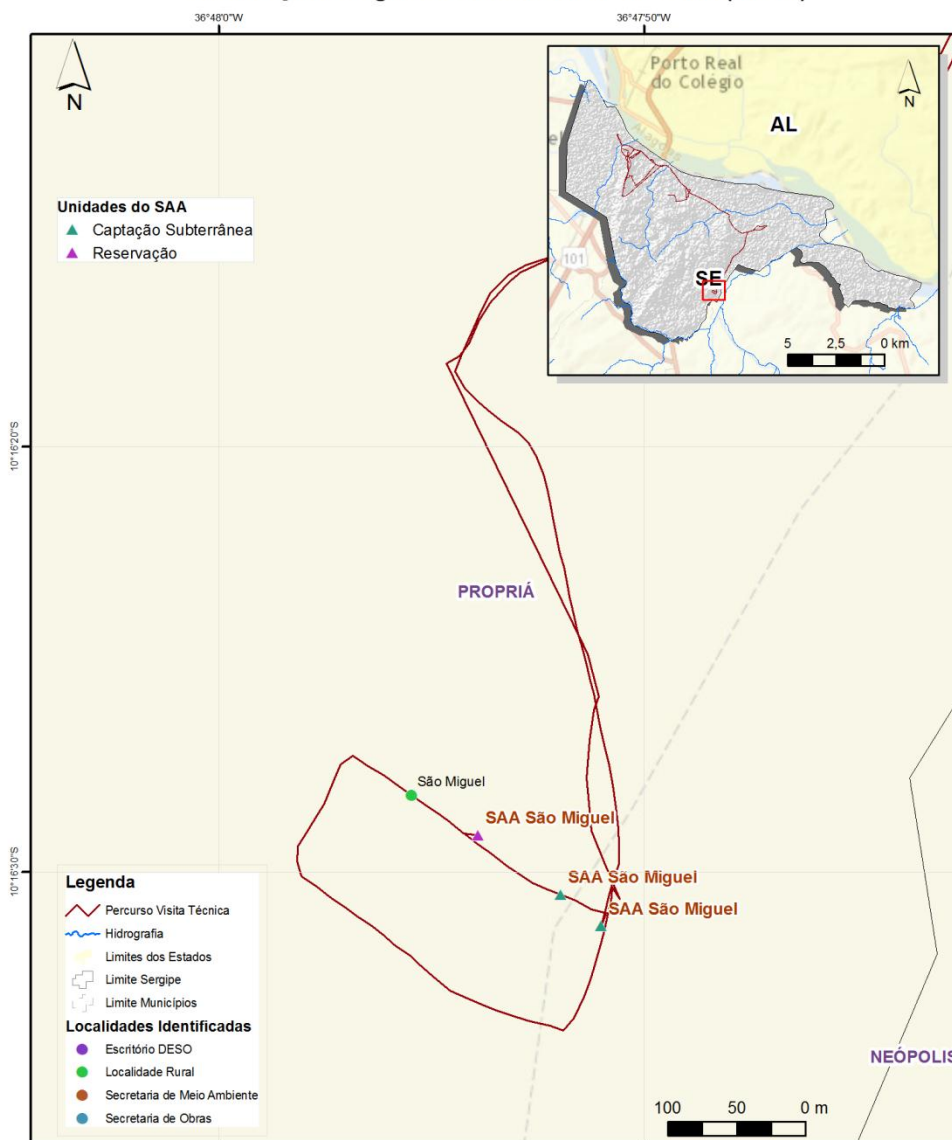 36°48'0"W
36°47'50"W
N
Porto Real
do Colégio
N
AL
Alagoas
101
SE
5 2,5 0 km
Unidades do SAA
Captação Subterrânea
Reservação
10°16'20"S
PROPRIÁ
São Miguel
SAA São Miguel
10°16'30"S
SAA São Miguel
SAA São Miguel
Legenda
Percurso Visita Técnica
Hidrografia
Limites dos Estados
Limite Sergipe
Limite Municípios
Localidades Identificadas
Escritório DESO
Localidade Rural
Secretaria de Meio Ambiente
Secretaria de Obras
NEÓPOLIS
100 50 0 m